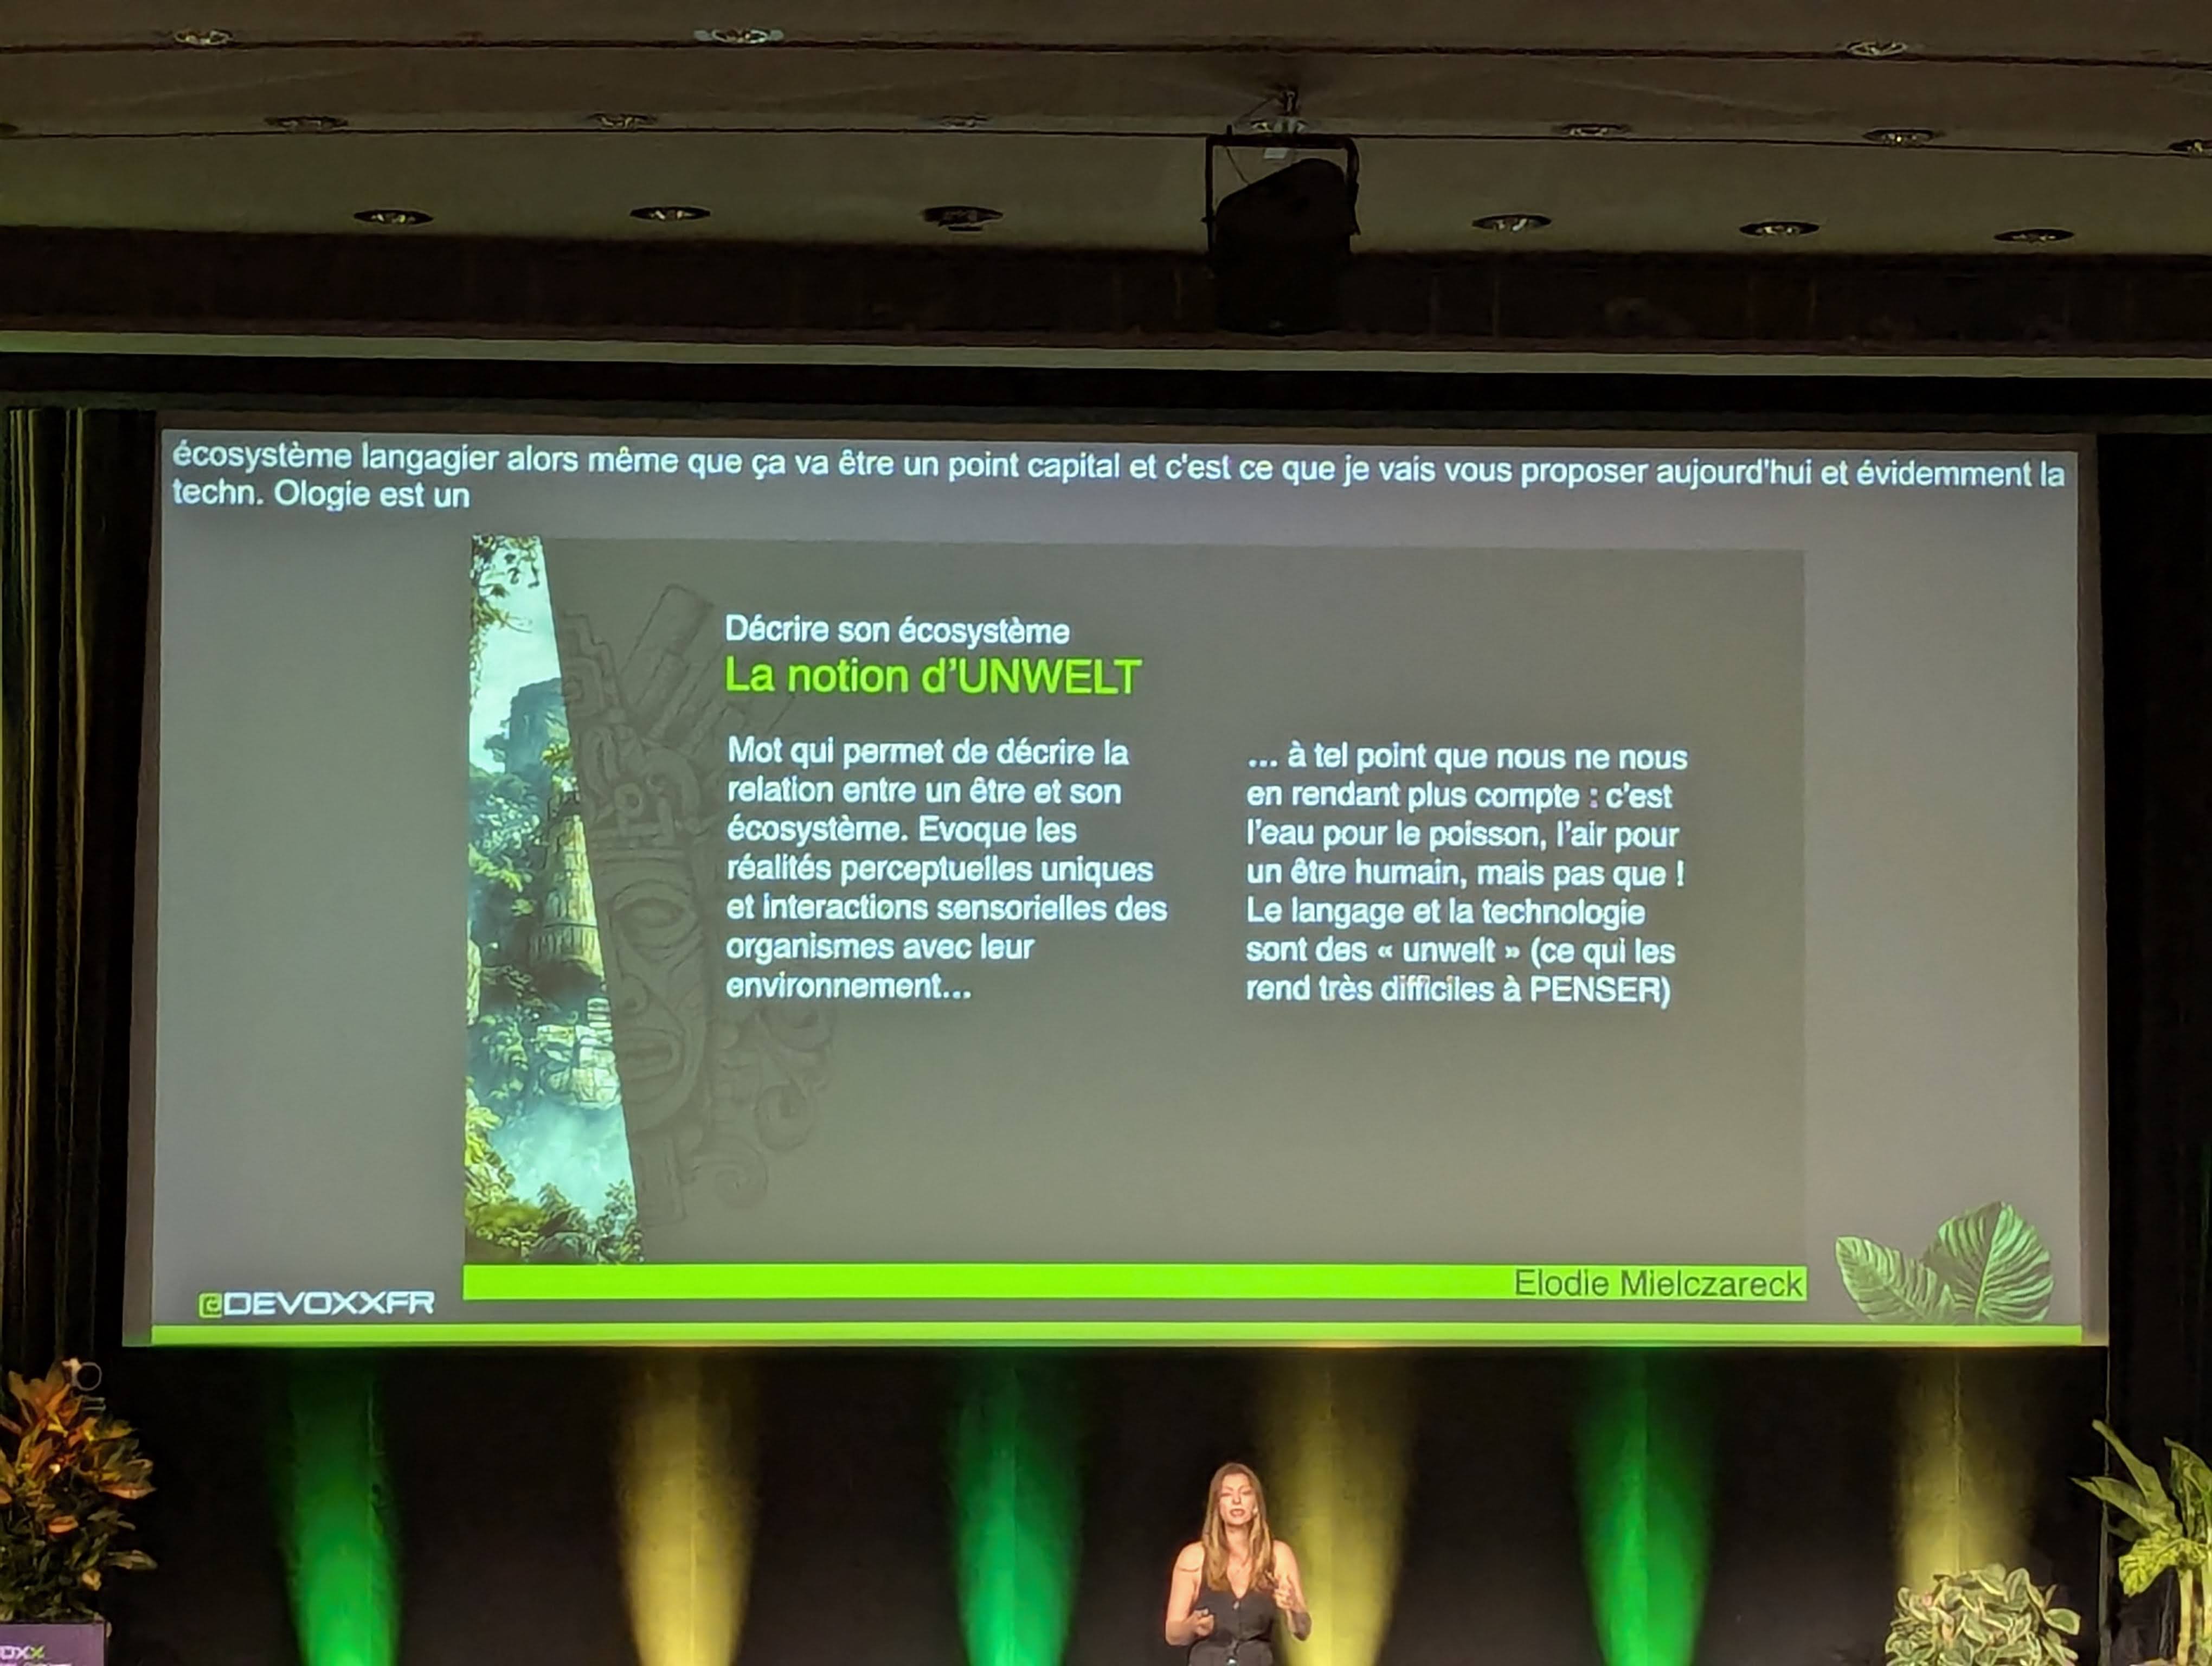 écosystème langagier alors même que ça va être un point capital et c'est ce que je vais vous proposer aujourd'hui et évidemment la
techn. Ologie est un
Décrire son écosystème
La notion d'UNWELT
Mot qui permet de décrire la
relation entre un être et son
écosystème. Evoque les
réalités perceptuelles uniques
et interactions sensorielles des
organismes avec leur
environnement...
... à tel point que nous ne nous
en rendant plus compte : c'est
l'eau pour le poisson, l'air pour
un être humain, mais pas que !
Le langage et la technologie
sont des « unwelt » (ce qui les
rend très difficiles à PENSER)
Elodie Mielczareck
@DEVOXXFR